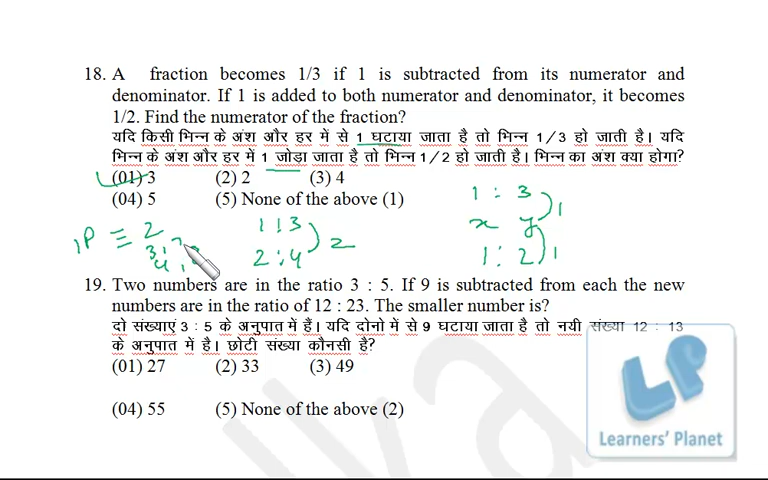 18. A fraction becomes 1/3 if 1 is subtracted from its numerator and
denominator. If 1 is added to both numerator and denominator, it becomes
1/2. Find the numerator of the fraction?
यदि किसी भिन्न के अंश और हर में से 1 घटाया जाता है तो भिन्न 1/3 हो जाती है। यदि
भिन्न के अंश और हर में 1 जोड़ा जाता है तो भिन्न 1/2 हो जाती है। भिन्न का अंश क्या होगा?
(01) 3 (2) 2 (3) 4
(04) 5 (5) None of the above (1)
1 : 3
x y ) 1
1 : 2 ) 1
1 : 3
2 : 4 ) 2
1P ≡ 2
3
4
19. Two numbers are in the ratio 3 : 5. If 9 is subtracted from each the new
numbers are in the ratio of 12 : 23. The smaller number is?
दो संख्याएं 3 : 5 के अनुपात में है। यदि दोनो में से 9 घटाया जाता है तो नयी संख्या 12 : 13
के अनुपात में है। छोटी संख्या कौनसी है?
(01) 27 (2) 33 (3) 49
(04) 55 (5) None of the above (2)
LP
Learners' Planet